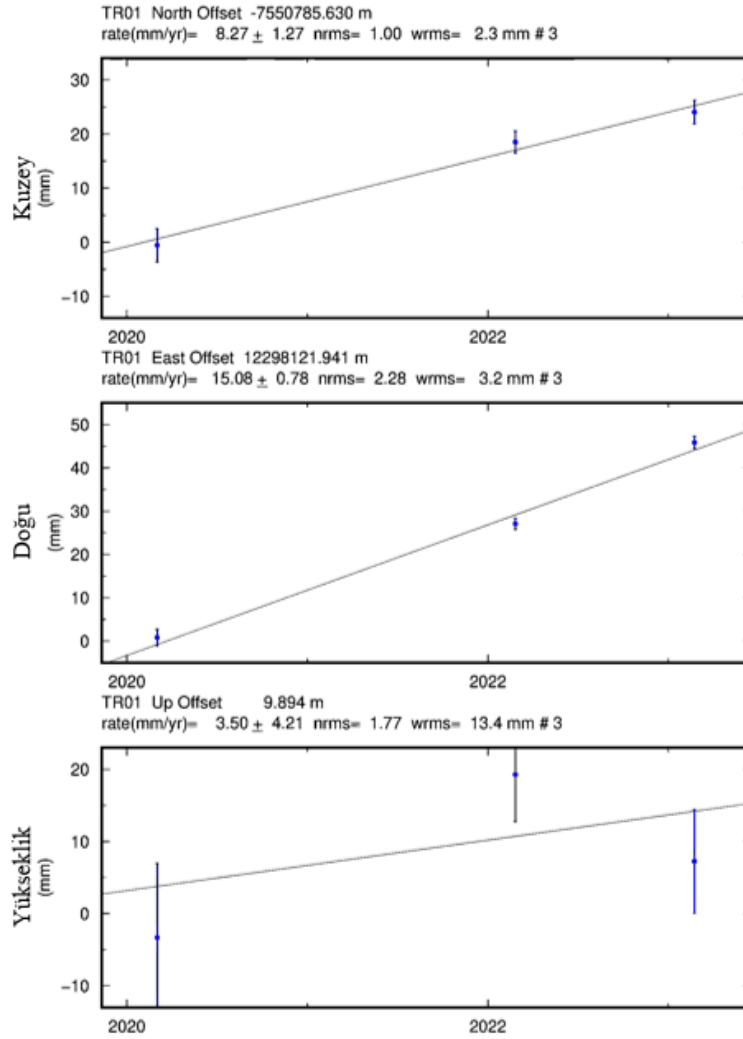 TR01 North Offset -7550785.630 m
rate(mm/yr)= 8.27 ± 1.27 nrms= 1.00 wrms= 2.3 mm # 3
30
20
10
0
−10
Kuzey
(mm)
2020 2022
TR01 East Offset 12298121.941 m
rate(mm/yr)= 15.08 ± 0.78 nrms= 2.28 wrms= 3.2 mm # 3
50
40
30
20
10
0
Doğu
(mm)
2020 2022
TR01 Up Offset 9.894 m
rate(mm/yr)= 3.50 ± 4.21 nrms= 1.77 wrms= 13.4 mm # 3
20
10
0
−10
Yükseklik
(mm)
2020 2022